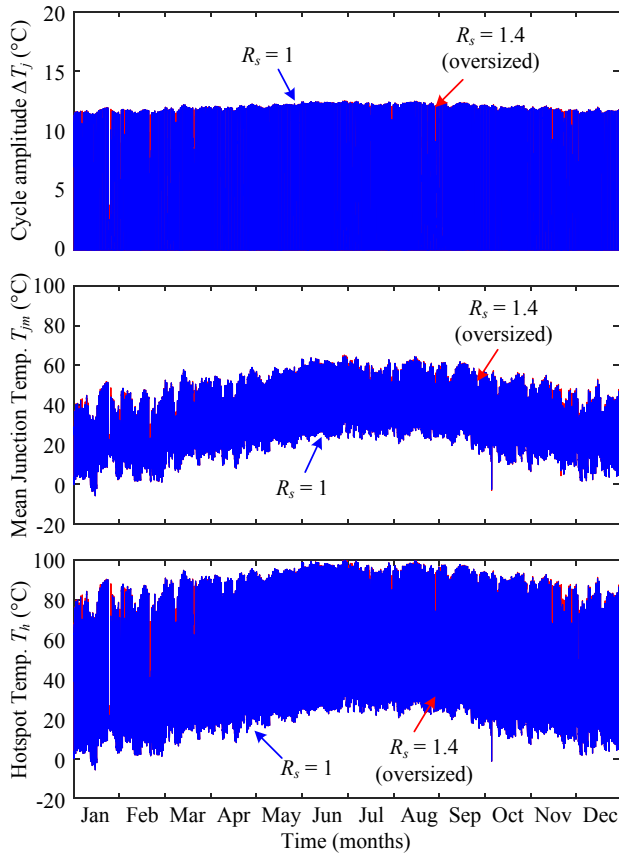 20
15
10
5
0
Cycle amplitude ΔTj (°C)
Rs = 1
Rs = 1.4
(oversized)
100
80
60
40
20
0
-20
Mean Junction Temp. Tjm (°C)
Rs = 1.4
(oversized)
Rs = 1
100
80
60
40
20
0
-20
Hotspot Temp. Th (°C)
Rs = 1
Rs = 1.4
(oversized)
Jan Feb Mar Apr May Jun Jul Aug Sep Oct Nov Dec
Time (months)